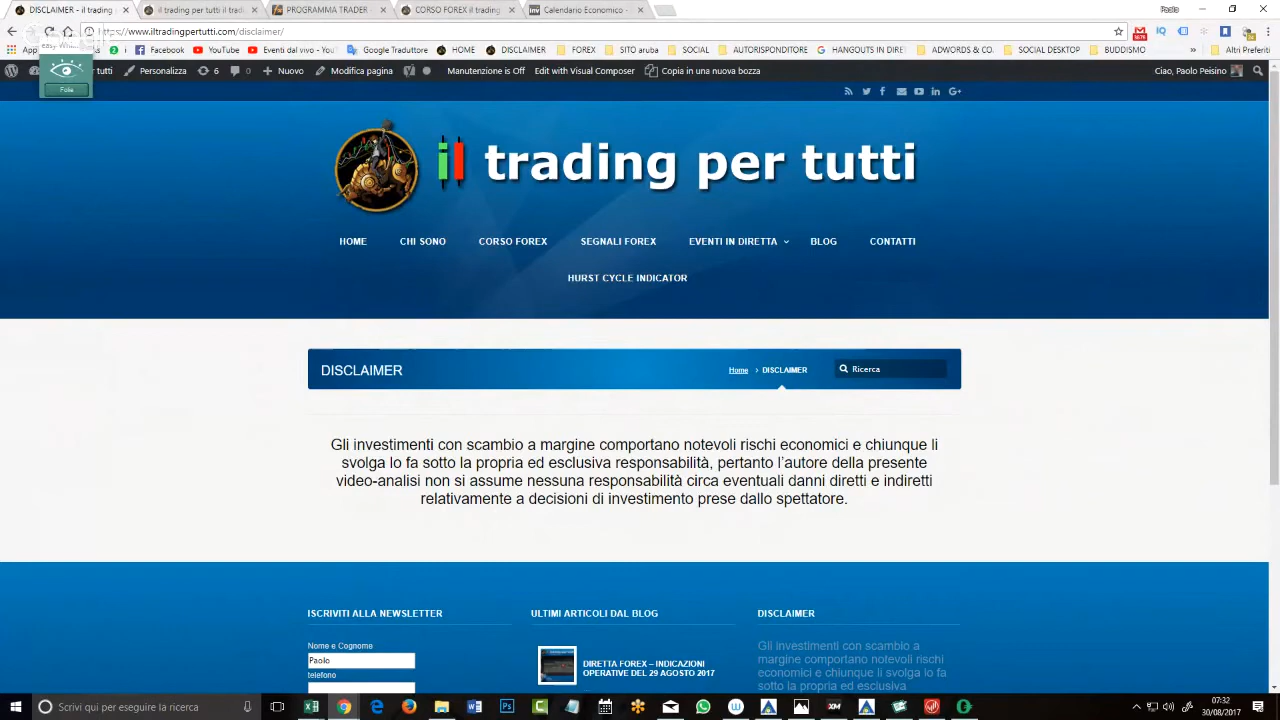 DISCLAIMER - il trading
il trading per tutti il tradi
PROGRAMMA TRADER
CORSO FOREX il trading
Calendario Economico -
Paolo
https://www.iltradingpertutti.com/disclaimer/
Facebook
YouTube
Eventi dal vivo - You
Google Traduttore
HOME
DISCLAIMER
FOREX
SITO aruba
SOCIAL
AUTORISPONDITORI
HANGOUTS IN DIRE
ADWORDS & CO.
SOCIAL DESKTOP
BUDDISMO
Altri Preferiti
tutti
Personalizza
6
0
Nuovo
Modifica pagina
Manutenzione is Off
Edit with Visual Composer
Copia in una nuova bozza
Ciao, Paolo Peisino
Folie
il trading per tutti
HOME
CHI SONO
CORSO FOREX
SEGNALI FOREX
EVENTI IN DIRETTA
BLOG
CONTATTI
HURST CYCLE INDICATOR
DISCLAIMER
Home › DISCLAIMER
Ricerca
Gli investimenti con scambio a margine comportano notevoli rischi economici e chiunque li
svolga lo fa sotto la propria ed esclusiva responsabilità, pertanto l’autore della presente
video-analisi non si assume nessuna responsabilità circa eventuali danni diretti e indiretti
relativamente a decisioni di investimento prese dallo spettatore.
ISCRIVITI ALLA NEWSLETTER
Nome e Cognome
Paolo
telefono
ULTIMI ARTICOLI DAL BLOG
DIRETTA FOREX – INDICAZIONI
OPERATIVE DEL 29 AGOSTO 2017
DISCLAIMER
Gli investimenti con scambio a
margine comportano notevoli rischi
economici e chiunque li svolga lo fa
sotto la propria ed esclusiva
Scrivi qui per eseguire la ricerca
07:32
30/08/2017